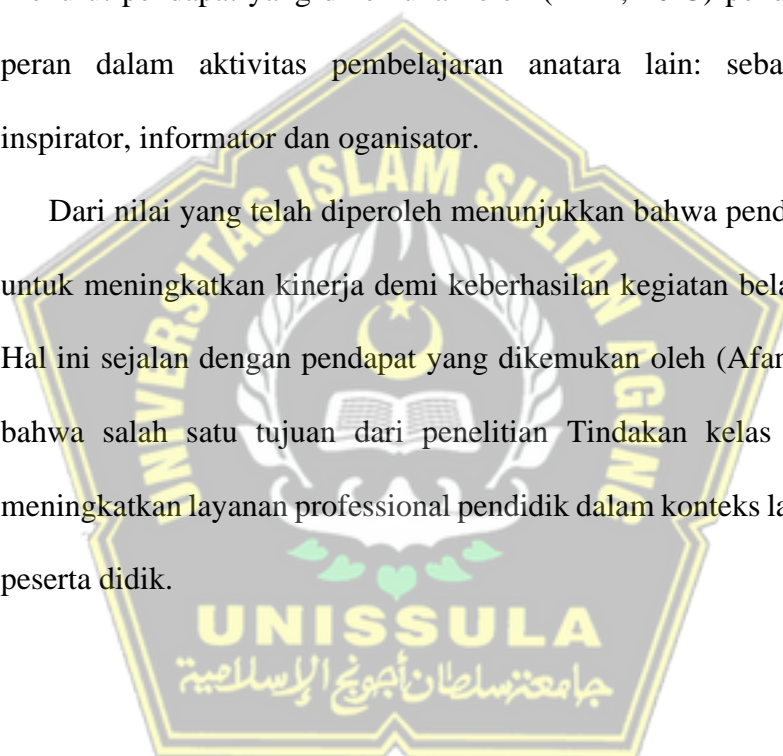 peran dalam aktivitas pembelajaran anatara lain: seba
inspirator, informator dan oganisator.
Dari nilai yang telah diperoleh menunjukkan bahwa pend
untuk meningkatkan kinerja demi keberhasilan kegiatan bela
Hal ini sejalan dengan pendapat yang dikemukan oleh (Afan
bahwa salah satu tujuan dari penelitian Tindakan kelas
meningkatkan layanan professional pendidik dalam konteks la
peserta didik.
UNIVERSITAS ISLAM SULTAN AGUNG
UNISSULA
جامعة سلطان أجونج الإسلامية